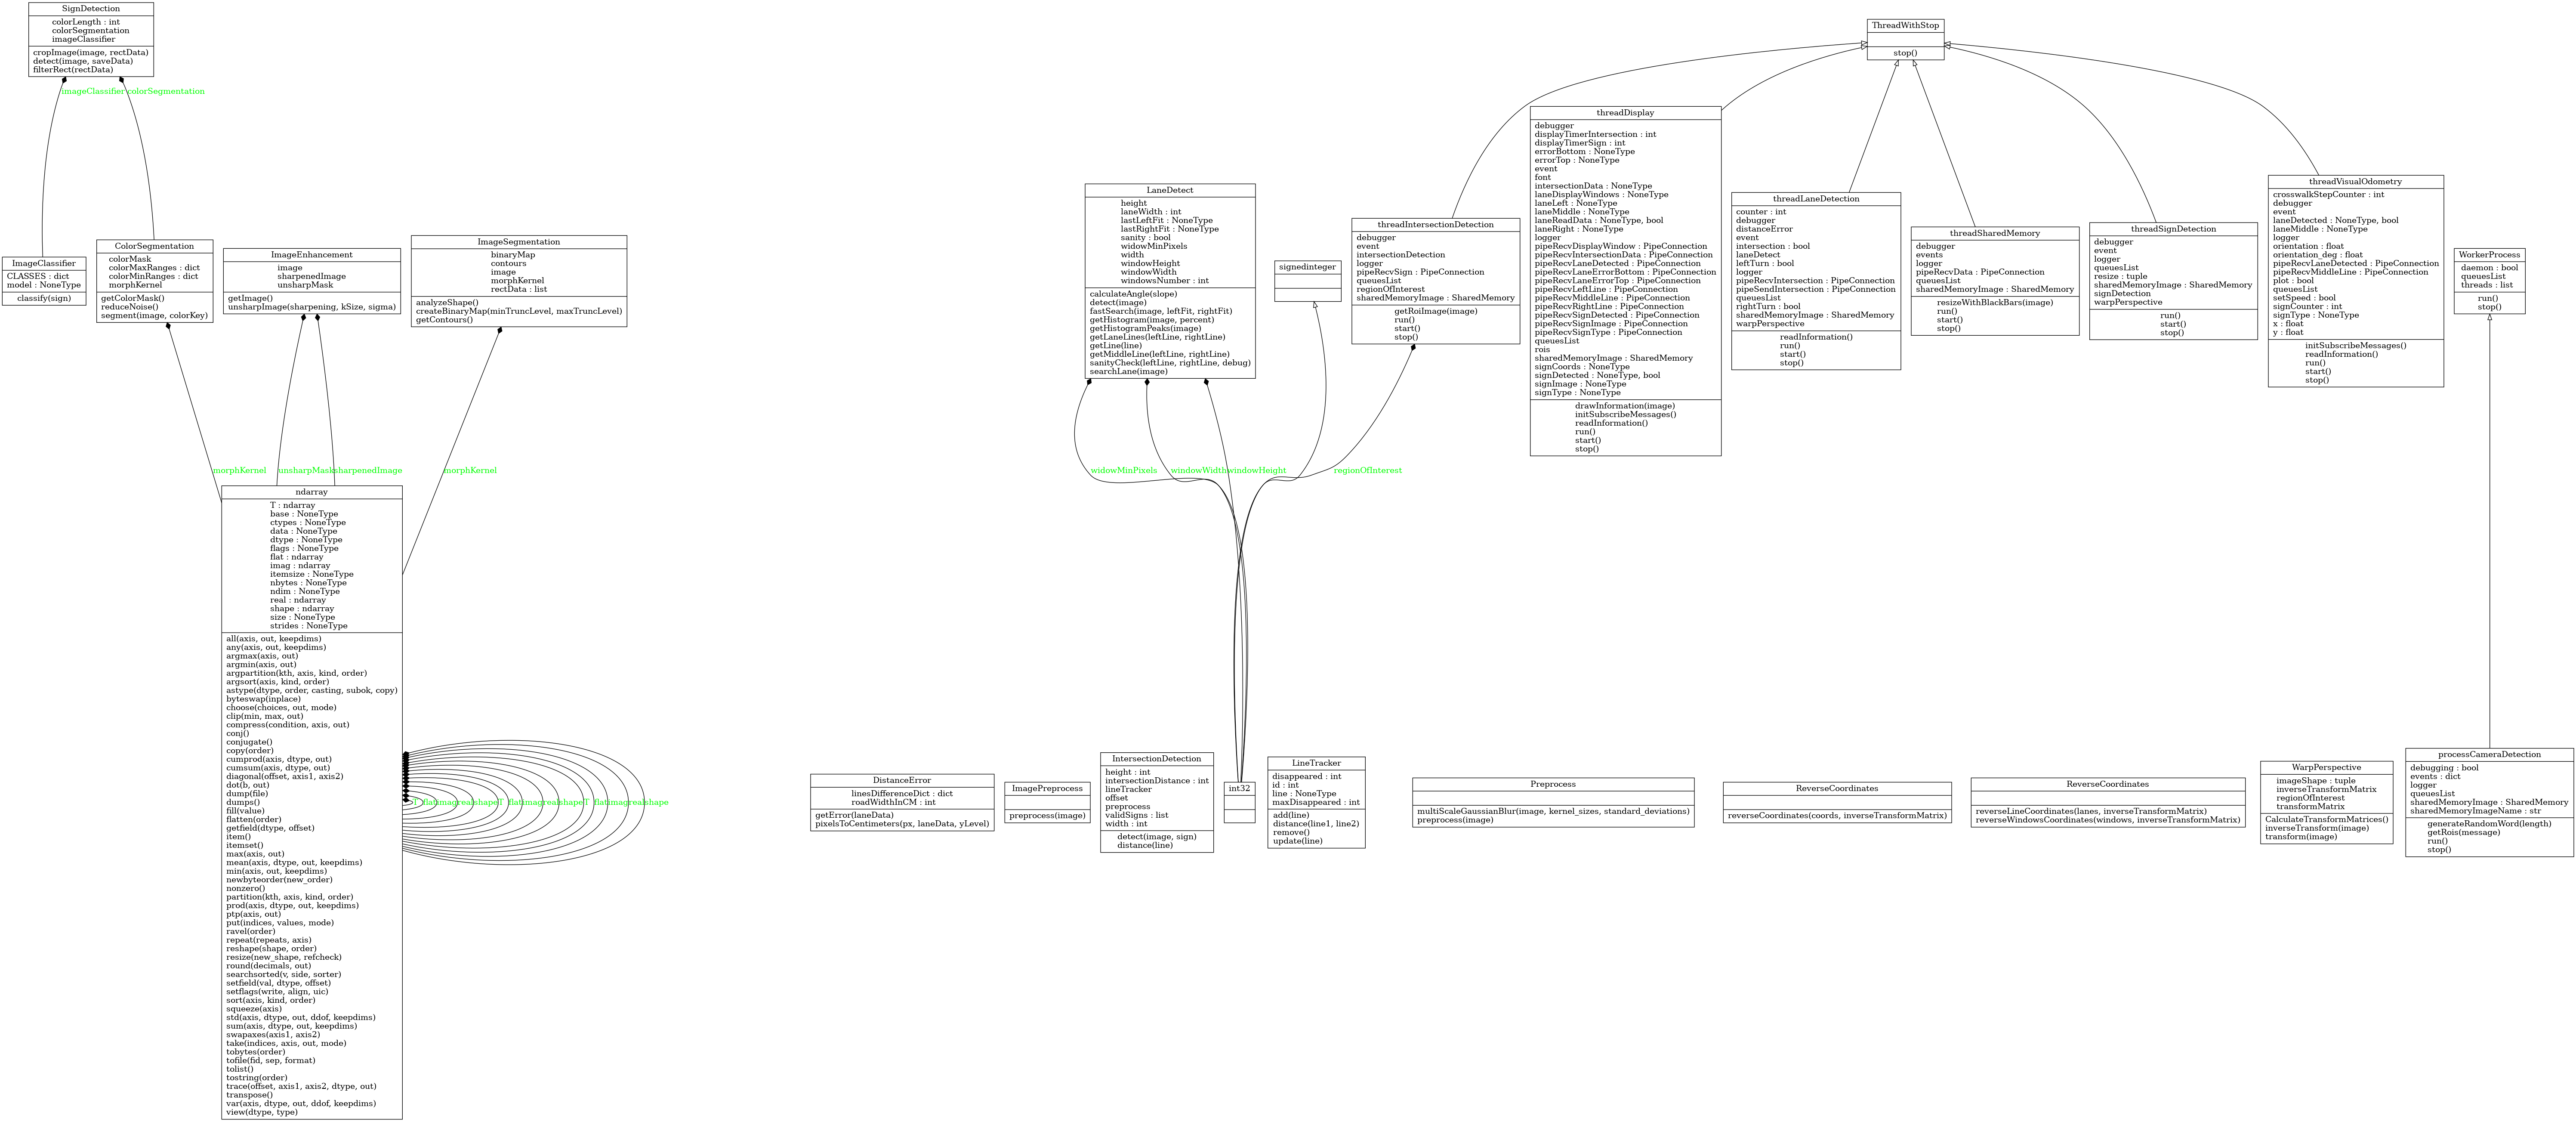 SignDetection
colorLength : int
colorSegmentation
imageClassifier
cropImage(image, rectData)
detect(image, saveData)
filterRect(rectData)
imageClassifier
colorSegmentation
ImageClassifier
CLASSES : dict
model : NoneType
classify(sign)
ColorSegmentation
colorMask
colorMaxRanges : dict
colorMinRanges : dict
morphKernel
getColorMask()
reduceNoise()
segment(image, colorKey)
ImageEnhancement
image
sharpenedImage
unsharpMask
getImage()
unsharpImage(sharpening, kSize, sigma)
ImageSegmentation
binaryMap
contours
image
morphKernel
rectData : list
analyzeShape()
createBinaryMap(minTruncLevel, maxTruncLevel)
getContours()
morphKernel
unsharpMask
sharpenedImage
morphKernel
ndarray
T : ndarray
base : NoneType
ctypes : NoneType
data : NoneType
dtype : NoneType
flags : NoneType
flat : ndarray
imag : ndarray
itemsize : NoneType
nbytes : NoneType
ndim : NoneType
real : ndarray
shape : ndarray
size : NoneType
strides : NoneType
all(axis, out, keepdims)
any(axis, out, keepdims)
argmax(axis, out)
argmin(axis, out)
argpartition(kth, axis, kind, order)
argsort(axis, kind, order)
astype(dtype, order, casting, subok, copy)
byteswap(inplace)
choose(choices, out, mode)
clip(min, max, out)
compress(condition, axis, out)
conj()
conjugate()
copy(order)
cumprod(axis, dtype, out)
cumsum(axis, dtype, out)
diagonal(offset, axis1, axis2)
dot(b, out)
dump(file)
dumps()
fill(value)
flatten(order)
getfield(dtype, offset)
item()
itemset()
max(axis, out)
mean(axis, dtype, out, keepdims)
min(axis, out, keepdims)
newbyteorder(new_order)
nonzero()
partition(kth, axis, kind, order)
prod(axis, dtype, out, keepdims)
ptp(axis, out)
put(indices, values, mode)
ravel(order)
repeat(repeats, axis)
reshape(shape, order)
resize(new_shape, refcheck)
round(decimals, out)
searchsorted(v, side, sorter)
setfield(val, dtype, offset)
setflags(write, align, uic)
sort(axis, kind, order)
squeeze(axis)
std(axis, dtype, out, ddof, keepdims)
sum(axis, dtype, out, keepdims)
swapaxes(axis1, axis2)
take(indices, axis, out, mode)
tobytes(order)
tofile(fid, sep, format)
tolist()
tostring(order)
trace(offset, axis1, axis2, dtype, out)
transpose()
var(axis, dtype, out, ddof, keepdims)
view(dtype, type)
T flat imag real shape T flat imag real shape T flat imag real shape
LaneDetect
height
laneWidth : int
lastLeftFit : NoneType
lastRightFit : NoneType
sanity : bool
widowMinPixels
width
windowHeight
windowWidth
windowsNumber : int
calculateAngle(slope)
detect(image)
fastSearch(image, leftFit, rightFit)
getHistogram(image, percent)
getHistogramPeaks(image)
getLaneLines(leftLine, rightLine)
getLine(line)
getMiddleLine(leftLine, rightLine)
sanityCheck(leftLine, rightLine, debug)
searchLane(image)
signedinteger
threadIntersectionDetection
debugger
event
intersectionDetection
logger
pipeRecvSign : PipeConnection
queuesList
regionOfInterest
sharedMemoryImage : SharedMemory
getRoiImage(image)
run()
start()
stop()
widowMinPixels
windowWidth
windowHeight
regionOfInterest
ThreadWithStop
stop()
threadDisplay
debugger
displayTimerIntersection : int
displayTimerSign : int
errorBottom : NoneType
errorTop : NoneType
event
font
intersectionData : NoneType
laneDisplayWindows : NoneType
laneLeft : NoneType
laneMiddle : NoneType
laneReadData : NoneType, bool
laneRight : NoneType
logger
pipeRecvDisplayWindow : PipeConnection
pipeRecvIntersectionData : PipeConnection
pipeRecvLaneDetected : PipeConnection
pipeRecvLaneErrorBottom : PipeConnection
pipeRecvLaneErrorTop : PipeConnection
pipeRecvLeftLine : PipeConnection
pipeRecvMiddleLine : PipeConnection
pipeRecvRightLine : PipeConnection
pipeRecvSignDetected : PipeConnection
pipeRecvSignImage : PipeConnection
pipeRecvSignType : PipeConnection
queuesList
rois
sharedMemoryImage : SharedMemory
signCoords : NoneType
signDetected : NoneType, bool
signImage : NoneType
signType : NoneType
drawInformation(image)
initSubscribeMessages()
readInformation()
run()
start()
stop()
threadLaneDetection
counter : int
debugger
distanceError
event
intersection : bool
laneDetect
leftTurn : bool
logger
pipeRecvIntersection : PipeConnection
pipeSendIntersection : PipeConnection
queuesList
rightTurn : bool
sharedMemoryImage : SharedMemory
warpPerspective
readInformation()
run()
start()
stop()
threadSharedMemory
debugger
events
logger
pipeRecvData : PipeConnection
queuesList
sharedMemoryImage : SharedMemory
resizeWithBlackBars(image)
run()
start()
stop()
threadSignDetection
debugger
event
logger
queuesList
resize : tuple
sharedMemoryImage : SharedMemory
signDetection
warpPerspective
run()
start()
stop()
threadVisualOdometry
crosswalkStepCounter : int
debugger
event
laneDetected : NoneType, bool
laneMiddle : NoneType
logger
orientation : float
orientation_deg : float
pipeRecvLaneDetected : PipeConnection
pipeRecvMiddleLine : PipeConnection
plot : bool
queuesList
setSpeed : bool
signCounter : int
signType : NoneType
x : float
y : float
initSubscribeMessages()
readInformation()
run()
start()
stop()
WorkerProcess
daemon : bool
queuesList
threads : list
run()
stop()
DistanceError
linesDifferenceDict : dict
roadWidthInCM : int
getError(laneData)
pixelsToCentimeters(px, laneData, yLevel)
ImagePreprocess
preprocess(image)
IntersectionDetection
height : int
intersectionDistance : int
lineTracker
offset
preprocess
validSigns : list
width : int
detect(image, sign)
distance(line)
int32
LineTracker
disappeared : int
id : int
line : NoneType
maxDisappeared : int
add(line)
distance(line1, line2)
remove()
update(line)
Preprocess
multiScaleGaussianBlur(image, kernel_sizes, standard_deviations)
preprocess(image)
ReverseCoordinates
reverseCoordinates(coords, inverseTransformMatrix)
ReverseCoordinates
reverseLineCoordinates(lanes, inverseTransformMatrix)
reverseWindowsCoordinates(windows, inverseTransformMatrix)
WarpPerspective
imageShape : tuple
inverseTransformMatrix
regionOfInterest
transformMatrix
CalculateTransformMatrices()
inverseTransform(image)
transform(image)
processCameraDetection
debugging : bool
events : dict
logger
queuesList
sharedMemoryImage : SharedMemory
sharedMemoryImageName : str
generateRandomWord(length)
getRois(message)
run()
stop()